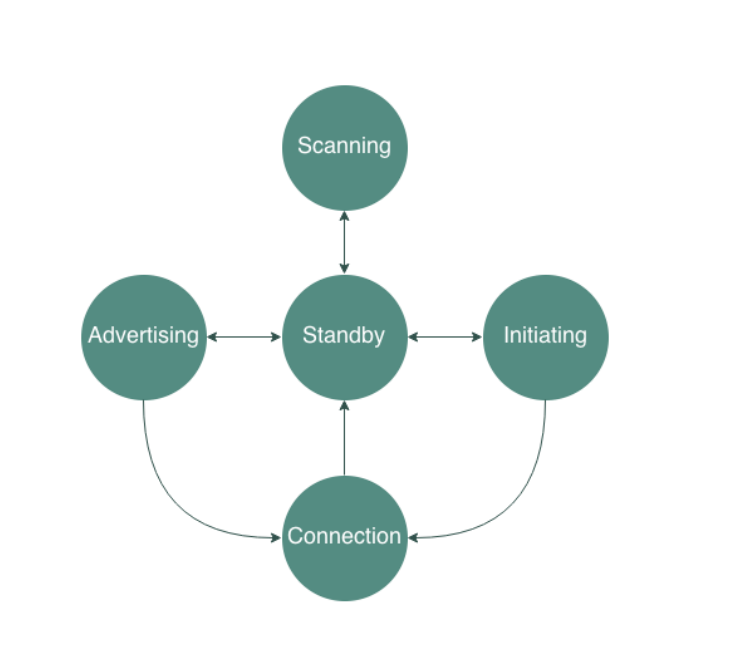 Scanning
Advertising
Standby
Initiating
Connection